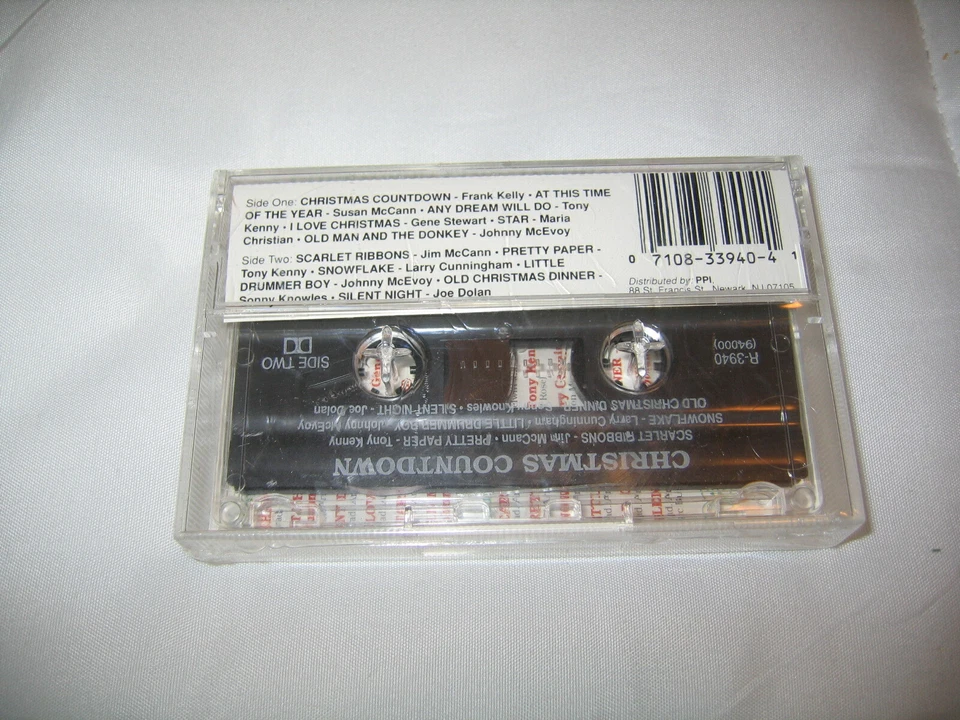 Side One: CHRISTMAS COUNTDOWN - Frank Kelly • AT THIS TIME
OF THE YEAR - Susan McCann • ANY DREAM WILL DO - Tony
Kenny • I LOVE CHRISTMAS - Gene Stewart • STAR - Maria
Christian • OLD MAN AND THE DONKEY - Johnny McEvoy
Side Two: SCARLET RIBBONS - Jim McCann • PRETTY PAPER -
Tony Kenny • SNOWFLAKE - Larry Cunningham • LITTLE
DRUMMER BOY - Johnny McEvoy • OLD CHRISTMAS DINNER -
Sonny Knowles • SILENT NIGHT - Joe Dolan
0 7108-33940-4 1
Distributed by PPI,
88 St. Francis St. Newark, NJ 07105
CHRISTMAS COUNTDOWN
SCARLET RIBBONS - Jim McCann • PRETTY PAPER - Tony Kenny
SNOWFLAKE - Larry Cunningham • LITTLE DRUMMER BOY - Johnny McEvoy
OLD CHRISTMAS DINNER - Sonny Knowles • SILENT NIGHT - Joe Dolan
R-3940
(94000)
SIDE TWO